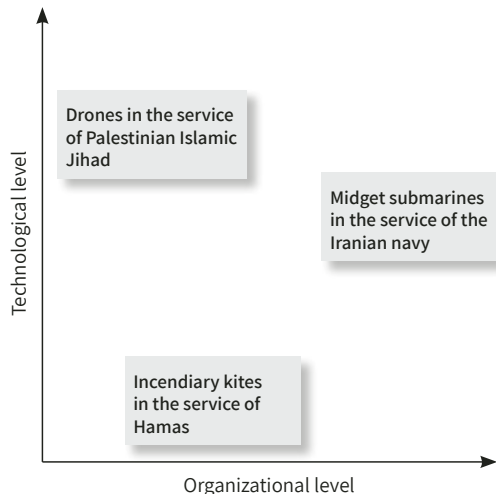 Technological level
Drones in the service
of Palestinian Islamic
Jihad
Midget submarines
in the service of the
Iranian navy
Incendiary kites
in the service of
Hamas
Organizational level